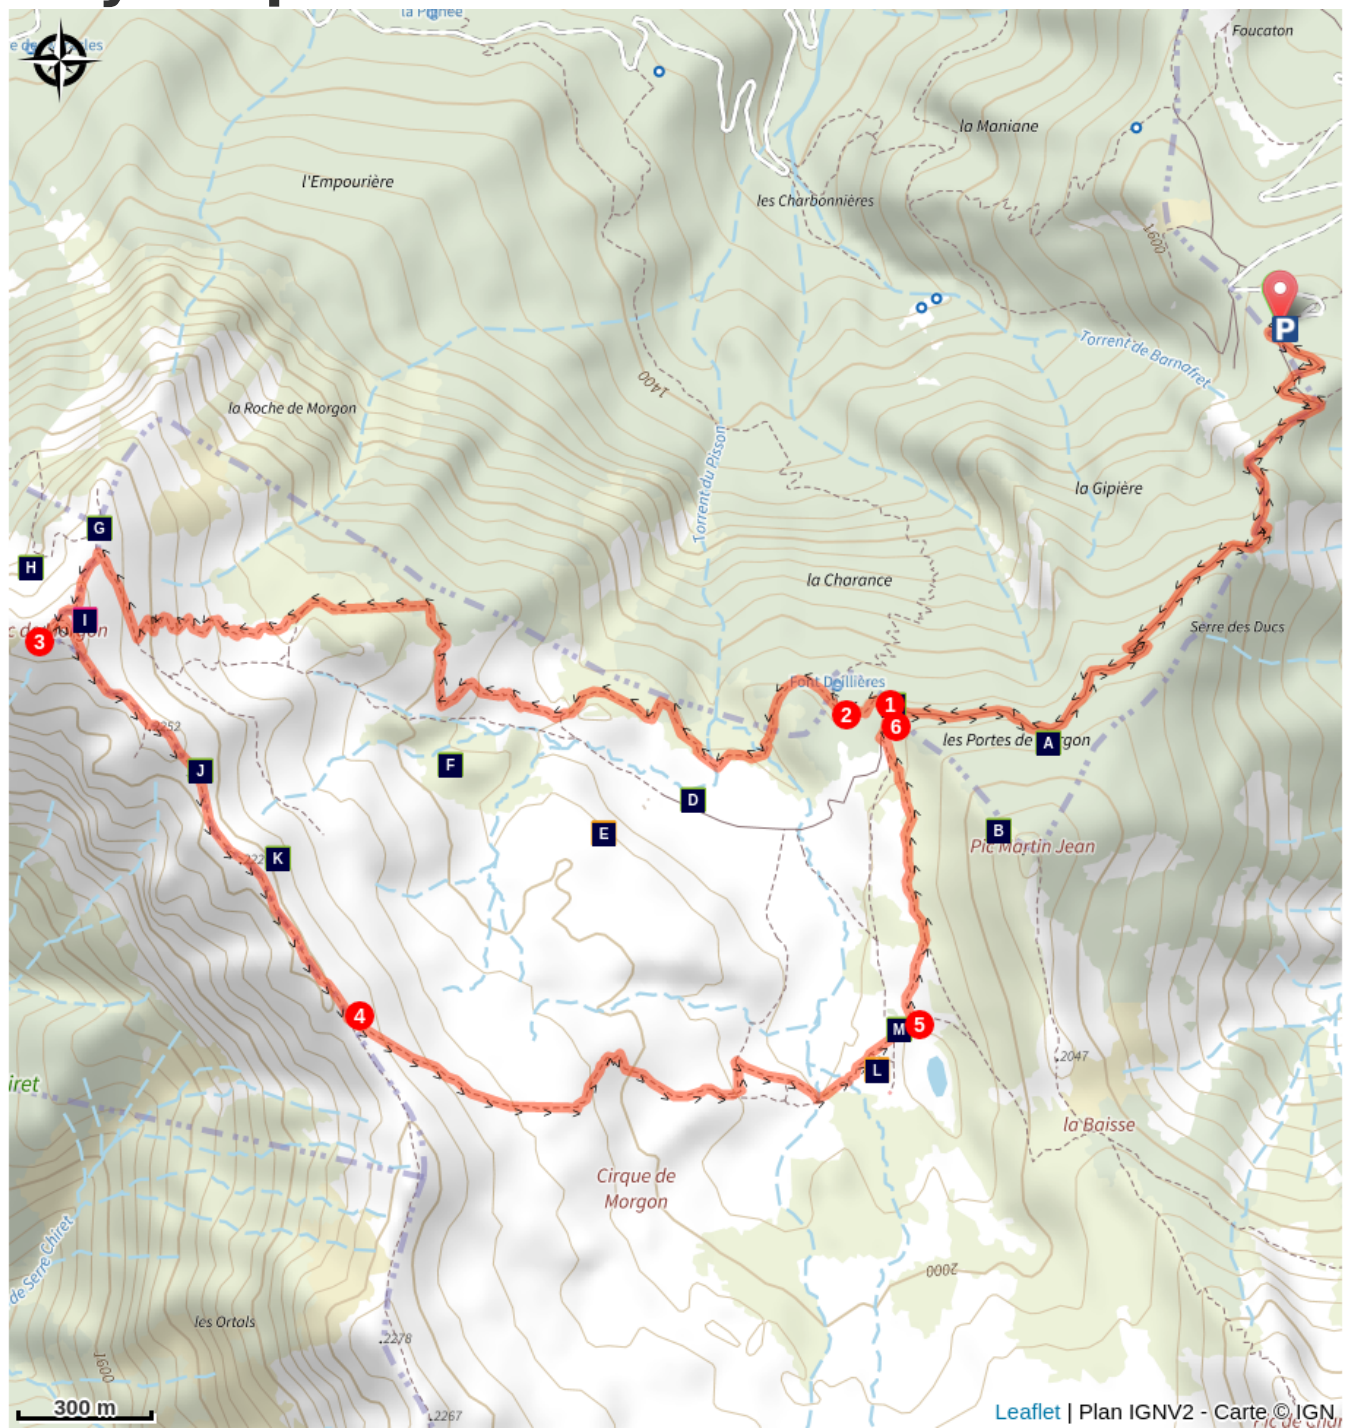 la Pinée
Foucaton
la Maniane
l'Empourière
les Charbonnières
1600
P
Torrent de Barnafret
1400
la Roche de Morgon
Torrent du Pisson
la Gipière
G
H
la Charance
I
Serre des Ducs
3
Font Deillières
1
2
6
2252
les Portes de
A
J
F
D
B
E
Pic Martin Jean
K
4
M
5
2047
L
iret
la Baisse
Cirque de
Morgon
de Serre Chiret
2000
les Ortals
.2278
1600
300 m
.2267
Leaflet | Plan IGNV2 - Carte © IGN